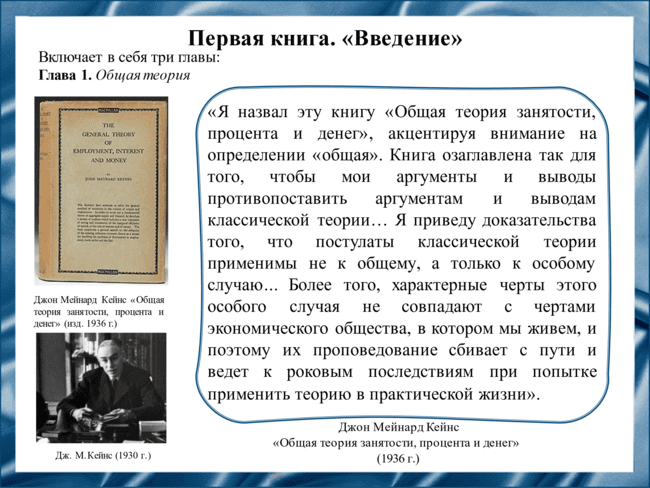 Первая книга. «Введение»
Включает в себя три главы:
Глава 1. Общая теория
THE
GENERAL THEORY
OF
EMPLOYMENT, INTEREST
AND MONEY
BY
JOHN MAYNARD KEYNES
Джон Мейнард Кейнс «Общая
теория занятости, процента и
денег» (изд. 1936 г.)
Дж. М.Кейнс (1930 г.)
«Я назвал эту книгу «Общая теория занятости,
процента и денег», акцентируя внимание на
определении «общая». Книга озаглавлена так для
того, чтобы мои аргументы и выводы
противопоставить аргументам и выводам
классической теории… Я приведу доказательства
того, что постулаты классической теории
применимы не к общему, а только к особому
случаю… Более того, характерные черты этого
особого случая не совпадают с чертами
экономического общества, в котором мы живем, и
поэтому их проповедование сбивает с пути и
ведет к роковым последствиям при попытке
применить теорию в практической жизни».
Джон Мейнард Кейнс
«Общая теория занятости, процента и денег»
(1936 г.)